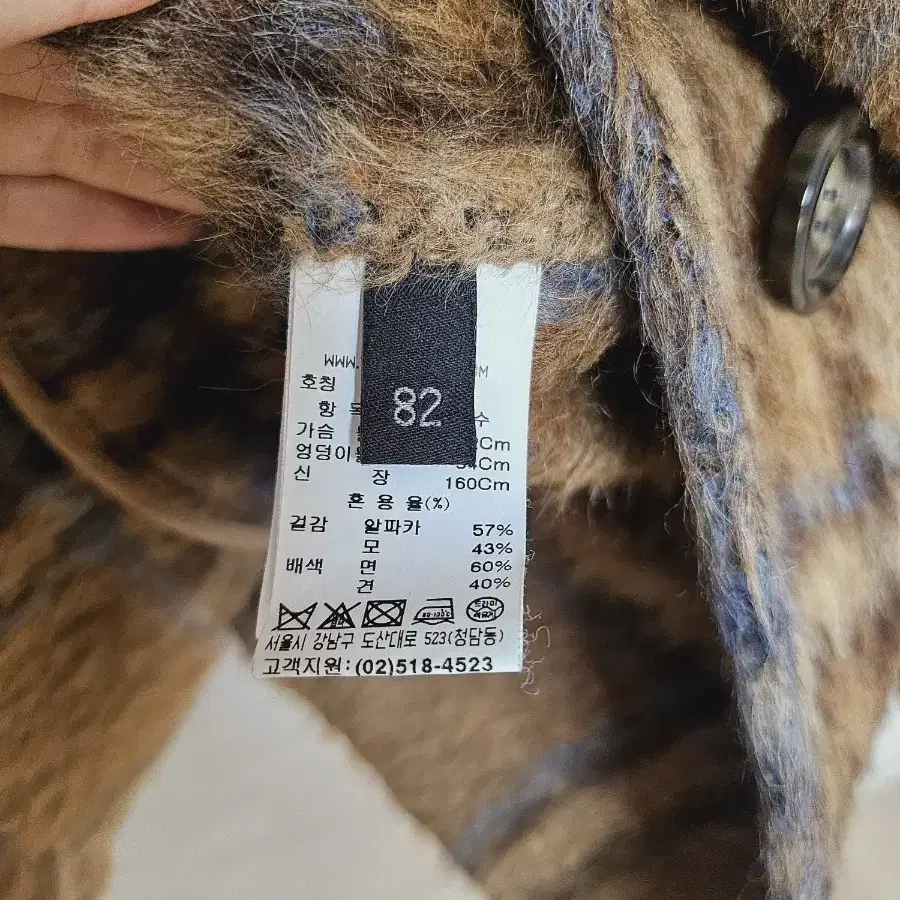 82
WWW.
호칭
항
가슴
엉덩이
신 장 160Cm
혼 용 율(%)
겉감 알파카 57%
모 43%
배색 면 60%
견 40%
서울시 강남구 도산대로 523(청담동)
고객지원: (02)518-4523